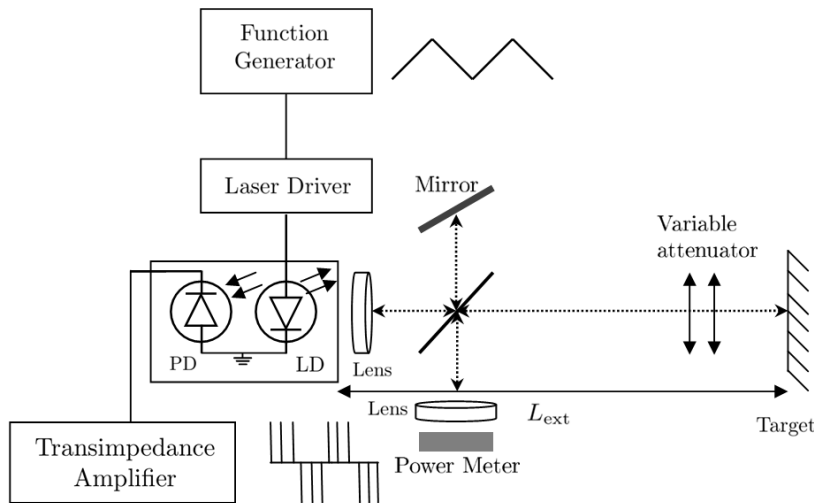 Function
Generator
Laser Driver
Mirror
Variable
attenuator
PD
LD
Lens
Lens
L_ext
Target
Transimpedance
Amplifier
Power Meter